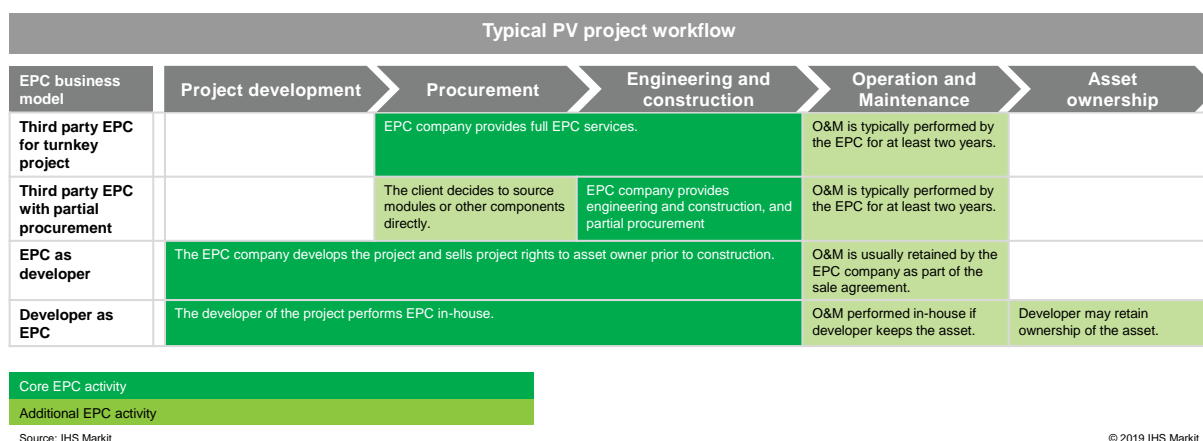 Typical PV project workflow
EPC business
model
Project development
Procurement
Engineering and
construction
Operation and
Maintenance
Asset
ownership
Third party EPC
for turnkey
project
EPC company provides full EPC services.
O&M is typically performed by
the EPC for at least two years.
Third party EPC
with partial
procurement
The client decides to source
modules or other components
directly.
EPC company provides
engineering and construction, and
partial procurement
O&M is typically performed by
the EPC for at least two years.
EPC as
developer
The EPC company develops the project and sells project rights to asset owner prior to construction.
O&M is usually retained by the
EPC company as part of the
sale agreement.
Developer as
EPC
The developer of the project performs EPC in-house.
O&M performed in-house if
developer keeps the asset.
Developer may retain
ownership of the asset.
Core EPC activity
Additional EPC activity
Source: IHS Markit
© 2019 IHS Markit